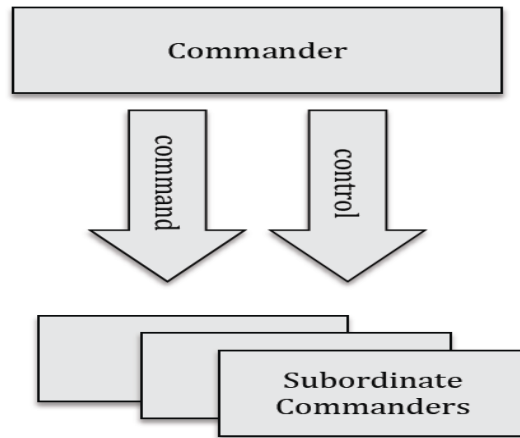 Commander
command
control
Subordinate
Commanders